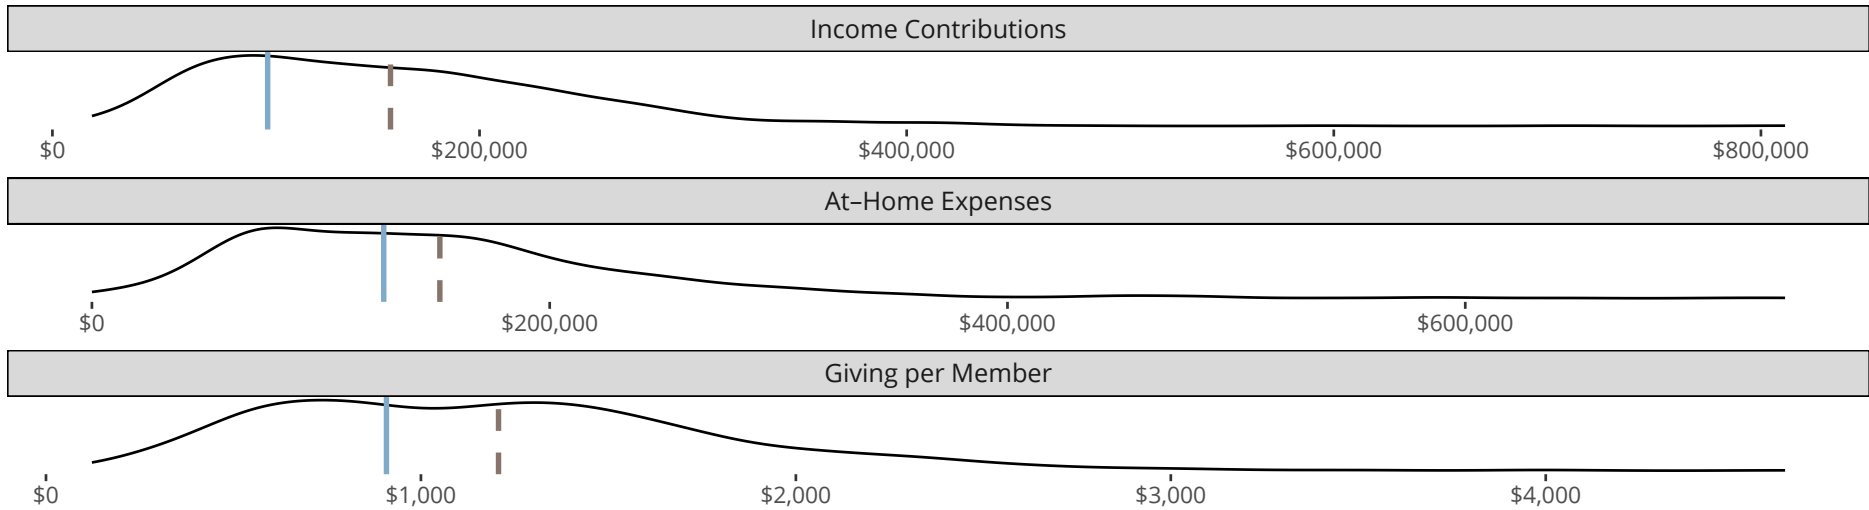 Income Contributions
$0 $200,000 $400,000 $600,000 $800,000
At–Home Expenses
$0 $200,000 $400,000 $600,000
Giving per Member
$0 $1,000 $2,000 $3,000 $4,000